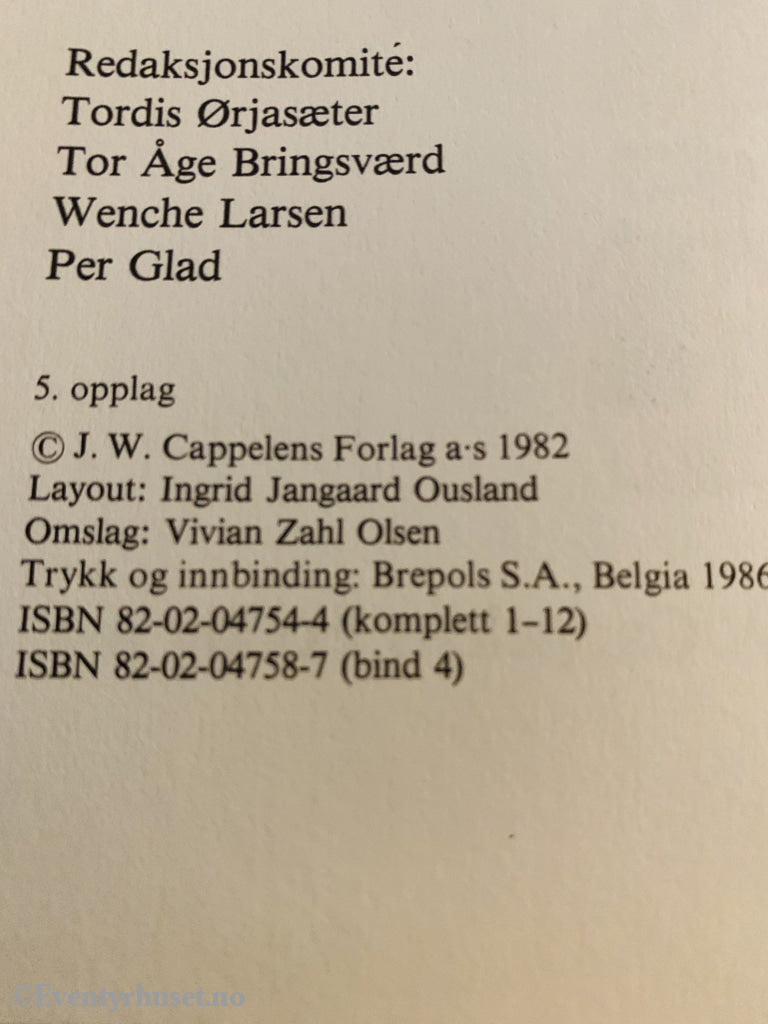 Redaksjonskomité:
Tordis Ørjasæter
Tor Åge Bringsværd
Wenche Larsen
Per Glad
5. opplag
© J. W. Cappelens Forlag a·s 1982
Layout: Ingrid Jangaard Ousland
Omslag: Vivian Zahl Olsen
Trykk og innbinding: Brepols S.A., Belgia 1986
ISBN 82-02-04754-4 (komplett 1–12)
ISBN 82-02-04758-7 (bind 4)
©Eventyrhuset.no